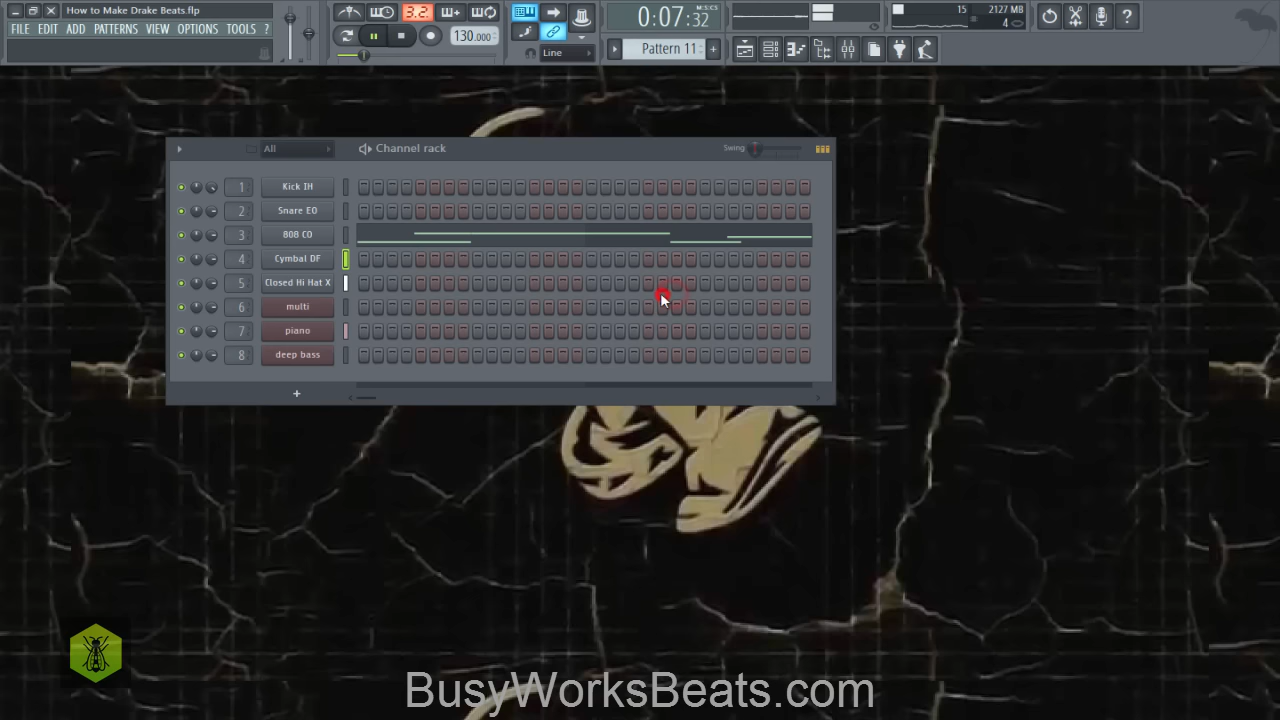 How to Make Drake Beats.flp
FILE EDIT ADD PATTERNS VIEW OPTIONS TOOLS ?
3.2.
130.000
Line
0:07:32
M:S:CS
Pattern 11
15
2127 MB
4
All
Channel rack
Swing
1 Kick IH
2 Snare EO
3 808 CO
4 Cymbal DF
5 Closed Hi Hat X
6 multi
7 piano
8 deep bass
BusyWorksBeats.com